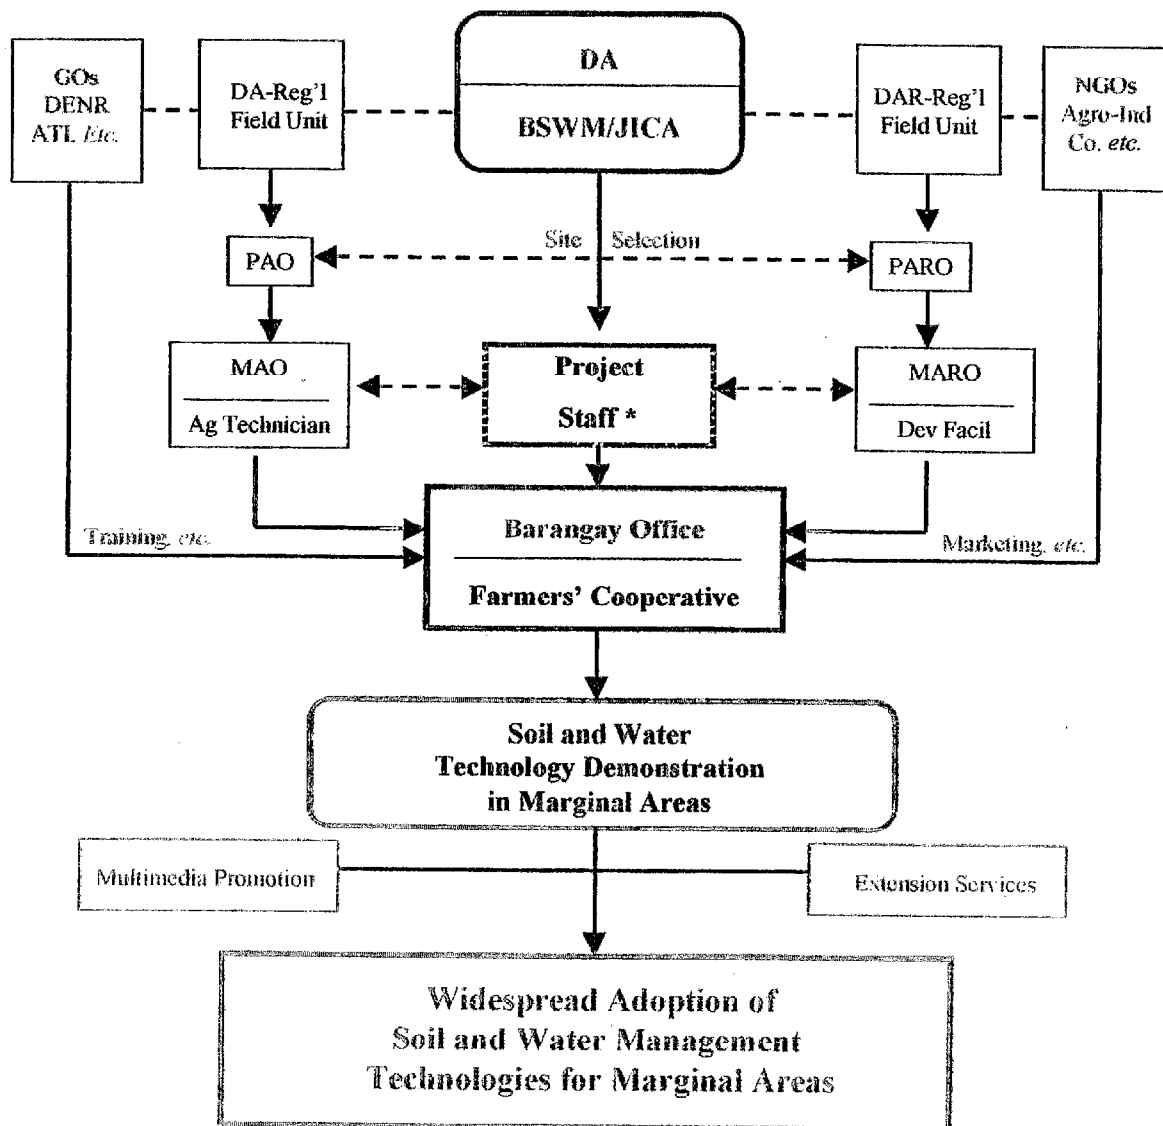 GOs
DENR
ATI, Etc.
DA-Reg'l
Field Unit
DA
BSWM/JICA
DAR-Reg'l
Field Unit
NGOs
Agro-Ind
Co. etc.
PAO
Site Selection
PARO
MAO
Ag Technician
Project
Staff *
MARO
Dev Facil
Training, etc.
Barangay Office
Farmers' Cooperative
Marketing, etc.
Soil and Water
Technology Demonstration
in Marginal Areas
Multimedia Promotion
Extension Services
Widespread Adoption of
Soil and Water Management
Technologies for Marginal Areas